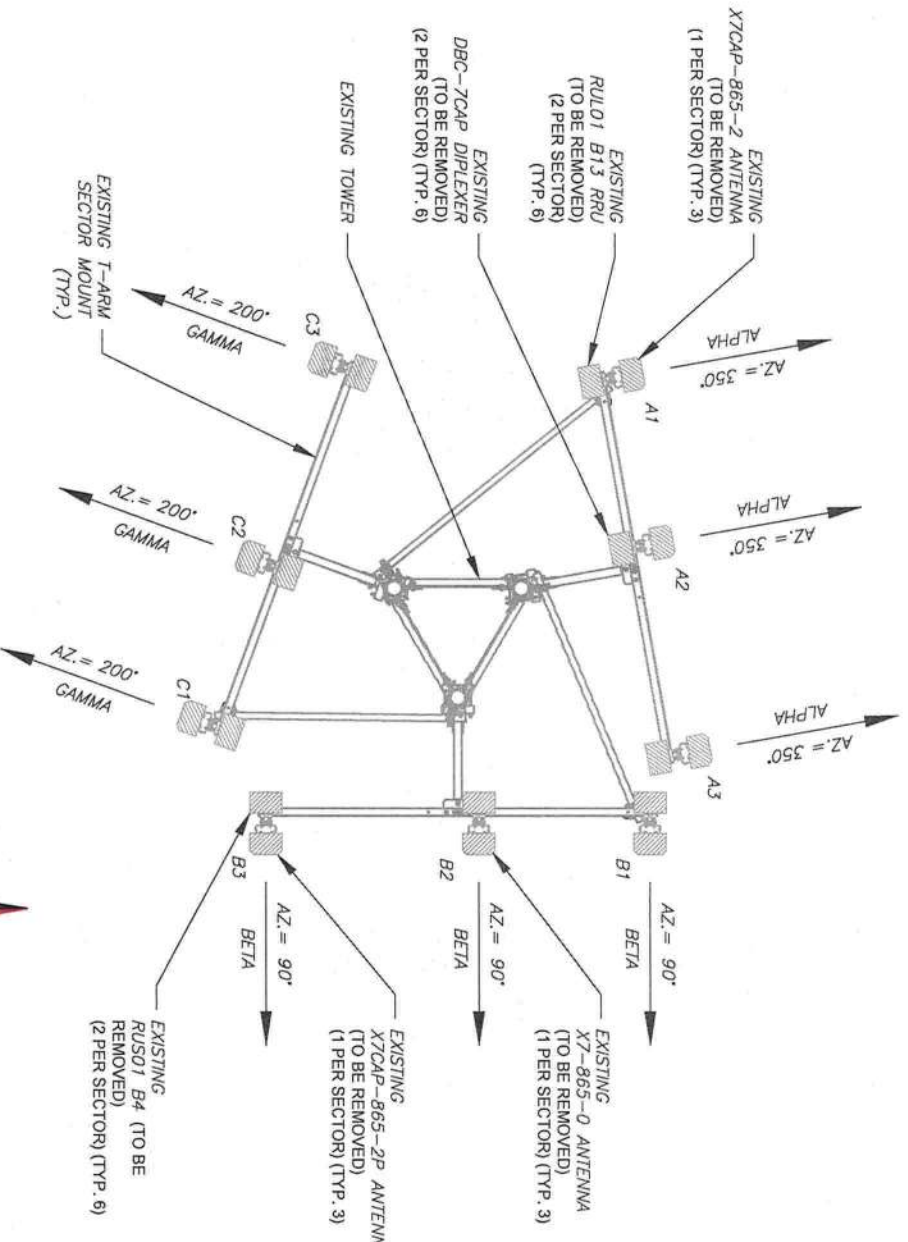 EXISTING
X7CAP-865-2 ANTENNA
(TO BE REMOVED)
(1 PER SECTOR) (TYP. 3)
EXISTING
RUL01 B13 RRU
(TO BE REMOVED)
(2 PER SECTOR)
(TYP. 6)
EXISTING
DBC-7CAP DIPLEXER
(TO BE REMOVED)
(2 PER SECTOR) (TYP. 6)
EXISTING TOWER
EXISTING T-ARM
SECTOR MOUNT
(TYP.)
ALPHA
AZ. = 350°
A1
ALPHA
AZ. = 350°
A2
ALPHA
AZ. = 350°
A3
B1
AZ.= 90°
BETA
B2
AZ.= 90°
BETA
B3
AZ.= 90°
BETA
C3
AZ.= 200°
GAMMA
C2
AZ.= 200°
GAMMA
C1
AZ.= 200°
GAMMA
EXISTING
X7-865-0 ANTENNA
(TO BE REMOVED)
(1 PER SECTOR) (TYP. 3)
EXISTING
X7CAP-865-2P ANTENN
(TO BE REMOVED)
(1 PER SECTOR) (TYP. 3)
EXISTING
RUS01 B4 (TO BE
REMOVED)
(2 PER SECTOR) (TYP. 6)